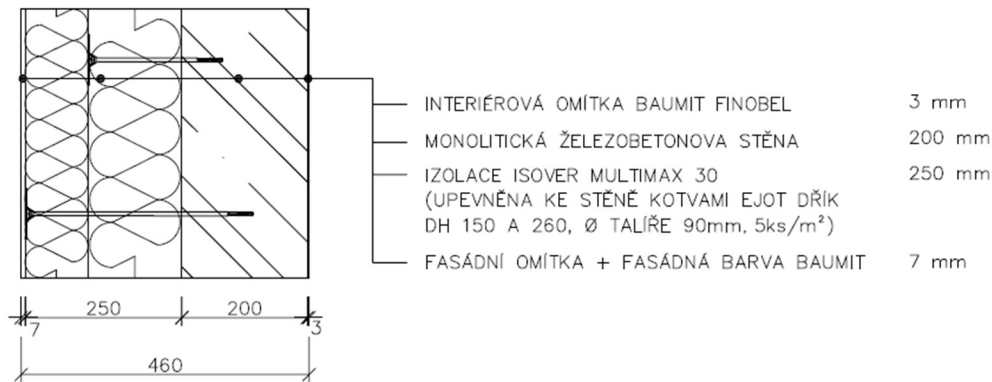 INTERIÉROVÁ OMÍTKA BAUMIT FINOBEL 3 mm
MONOLITICKÁ ŽELEZOBETONOVA STĚNA 200 mm
IZOLACE ISOVER MULTIMAX 30 250 mm
(UPEVNĚNA KE STĚNĚ KOTVAMI EJOT DŘÍK
DH 150 A 260, Ø TALÍŘE 90mm, 5ks/m²)
FASÁDNÍ OMÍTKA + FASÁDNÁ BARVA BAUMIT 7 mm
7 250 200 3
460